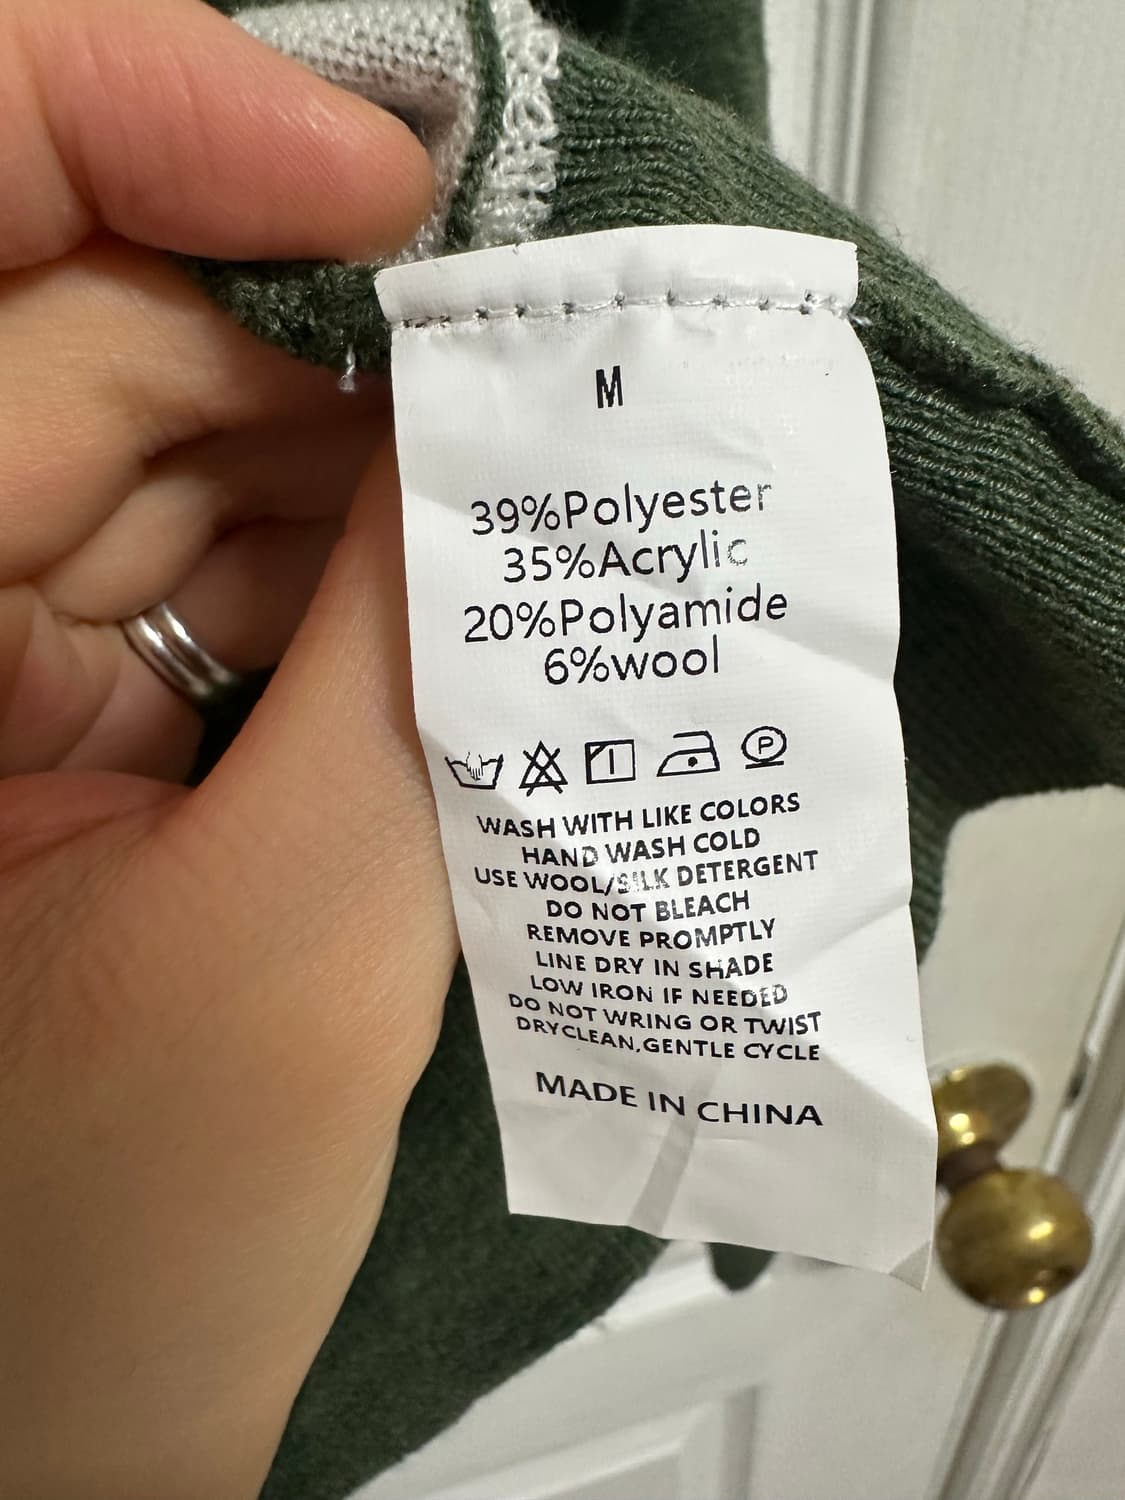 M
39%Polyester
35%Acrylic
20%Polyamide
6%wool
P
WASH WITH LIKE COLORS
HAND WASH COLD
USE WOOL/SILK DETERGENT
DO NOT BLEACH
REMOVE PROMPTLY
LINE DRY IN SHADE
LOW IRON IF NEEDED
DO NOT WRING OR TWIST
DRYCLEAN,GENTLE CYCLE
MADE IN CHINA